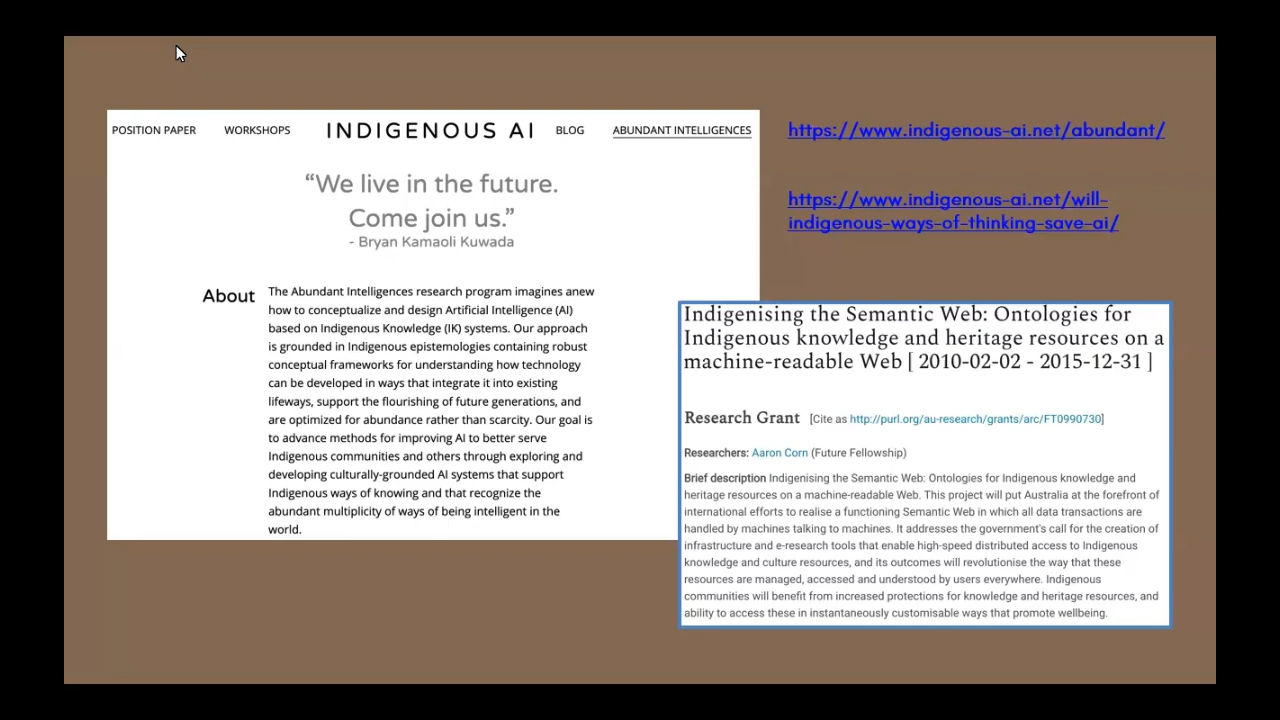 POSITION PAPER WORKSHOPS INDIGENOUS AI BLOG ABUNDANT INTELLIGENCES
“We live in the future.
Come join us.”
- Bryan Kamaoli Kuwada
About
The Abundant Intelligences research program imagines anew
how to conceptualize and design Artificial Intelligence (AI)
based on Indigenous Knowledge (IK) systems. Our approach
is grounded in Indigenous epistemologies containing robust
conceptual frameworks for understanding how technology
can be developed in ways that integrate it into existing
lifeways, support the flourishing of future generations, and
are optimized for abundance rather than scarcity. Our goal is
to advance methods for improving AI to better serve
Indigenous communities and others through exploring and
developing culturally-grounded AI systems that support
Indigenous ways of knowing and that recognize the
abundant multiplicity of ways of being intelligent in the
world.
https://www.indigenous-ai.net/abundant/
https://www.indigenous-ai.net/will-
indigenous-ways-of-thinking-save-ai/
Indigenising the Semantic Web: Ontologies for
Indigenous knowledge and heritage resources on a
machine-readable Web [ 2010-02-02 - 2015-12-31 ]
Research Grant [Cite as http://purl.org/au-research/grants/arc/FT0990730]
Researchers: Aaron Corn (Future Fellowship)
Brief description Indigenising the Semantic Web: Ontologies for Indigenous knowledge and
heritage resources on a machine-readable Web. This project will put Australia at the forefront of
international efforts to realise a functioning Semantic Web in which all data transactions are
handled by machines talking to machines. It addresses the government's call for the creation of
infrastructure and e-research tools that enable high-speed distributed access to Indigenous
knowledge and culture resources, and its outcomes will revolutionise the way that these
resources are managed, accessed and understood by users everywhere. Indigenous
communities will benefit from increased protections for knowledge and heritage resources, and
ability to access these in instantaneously customisable ways that promote wellbeing.